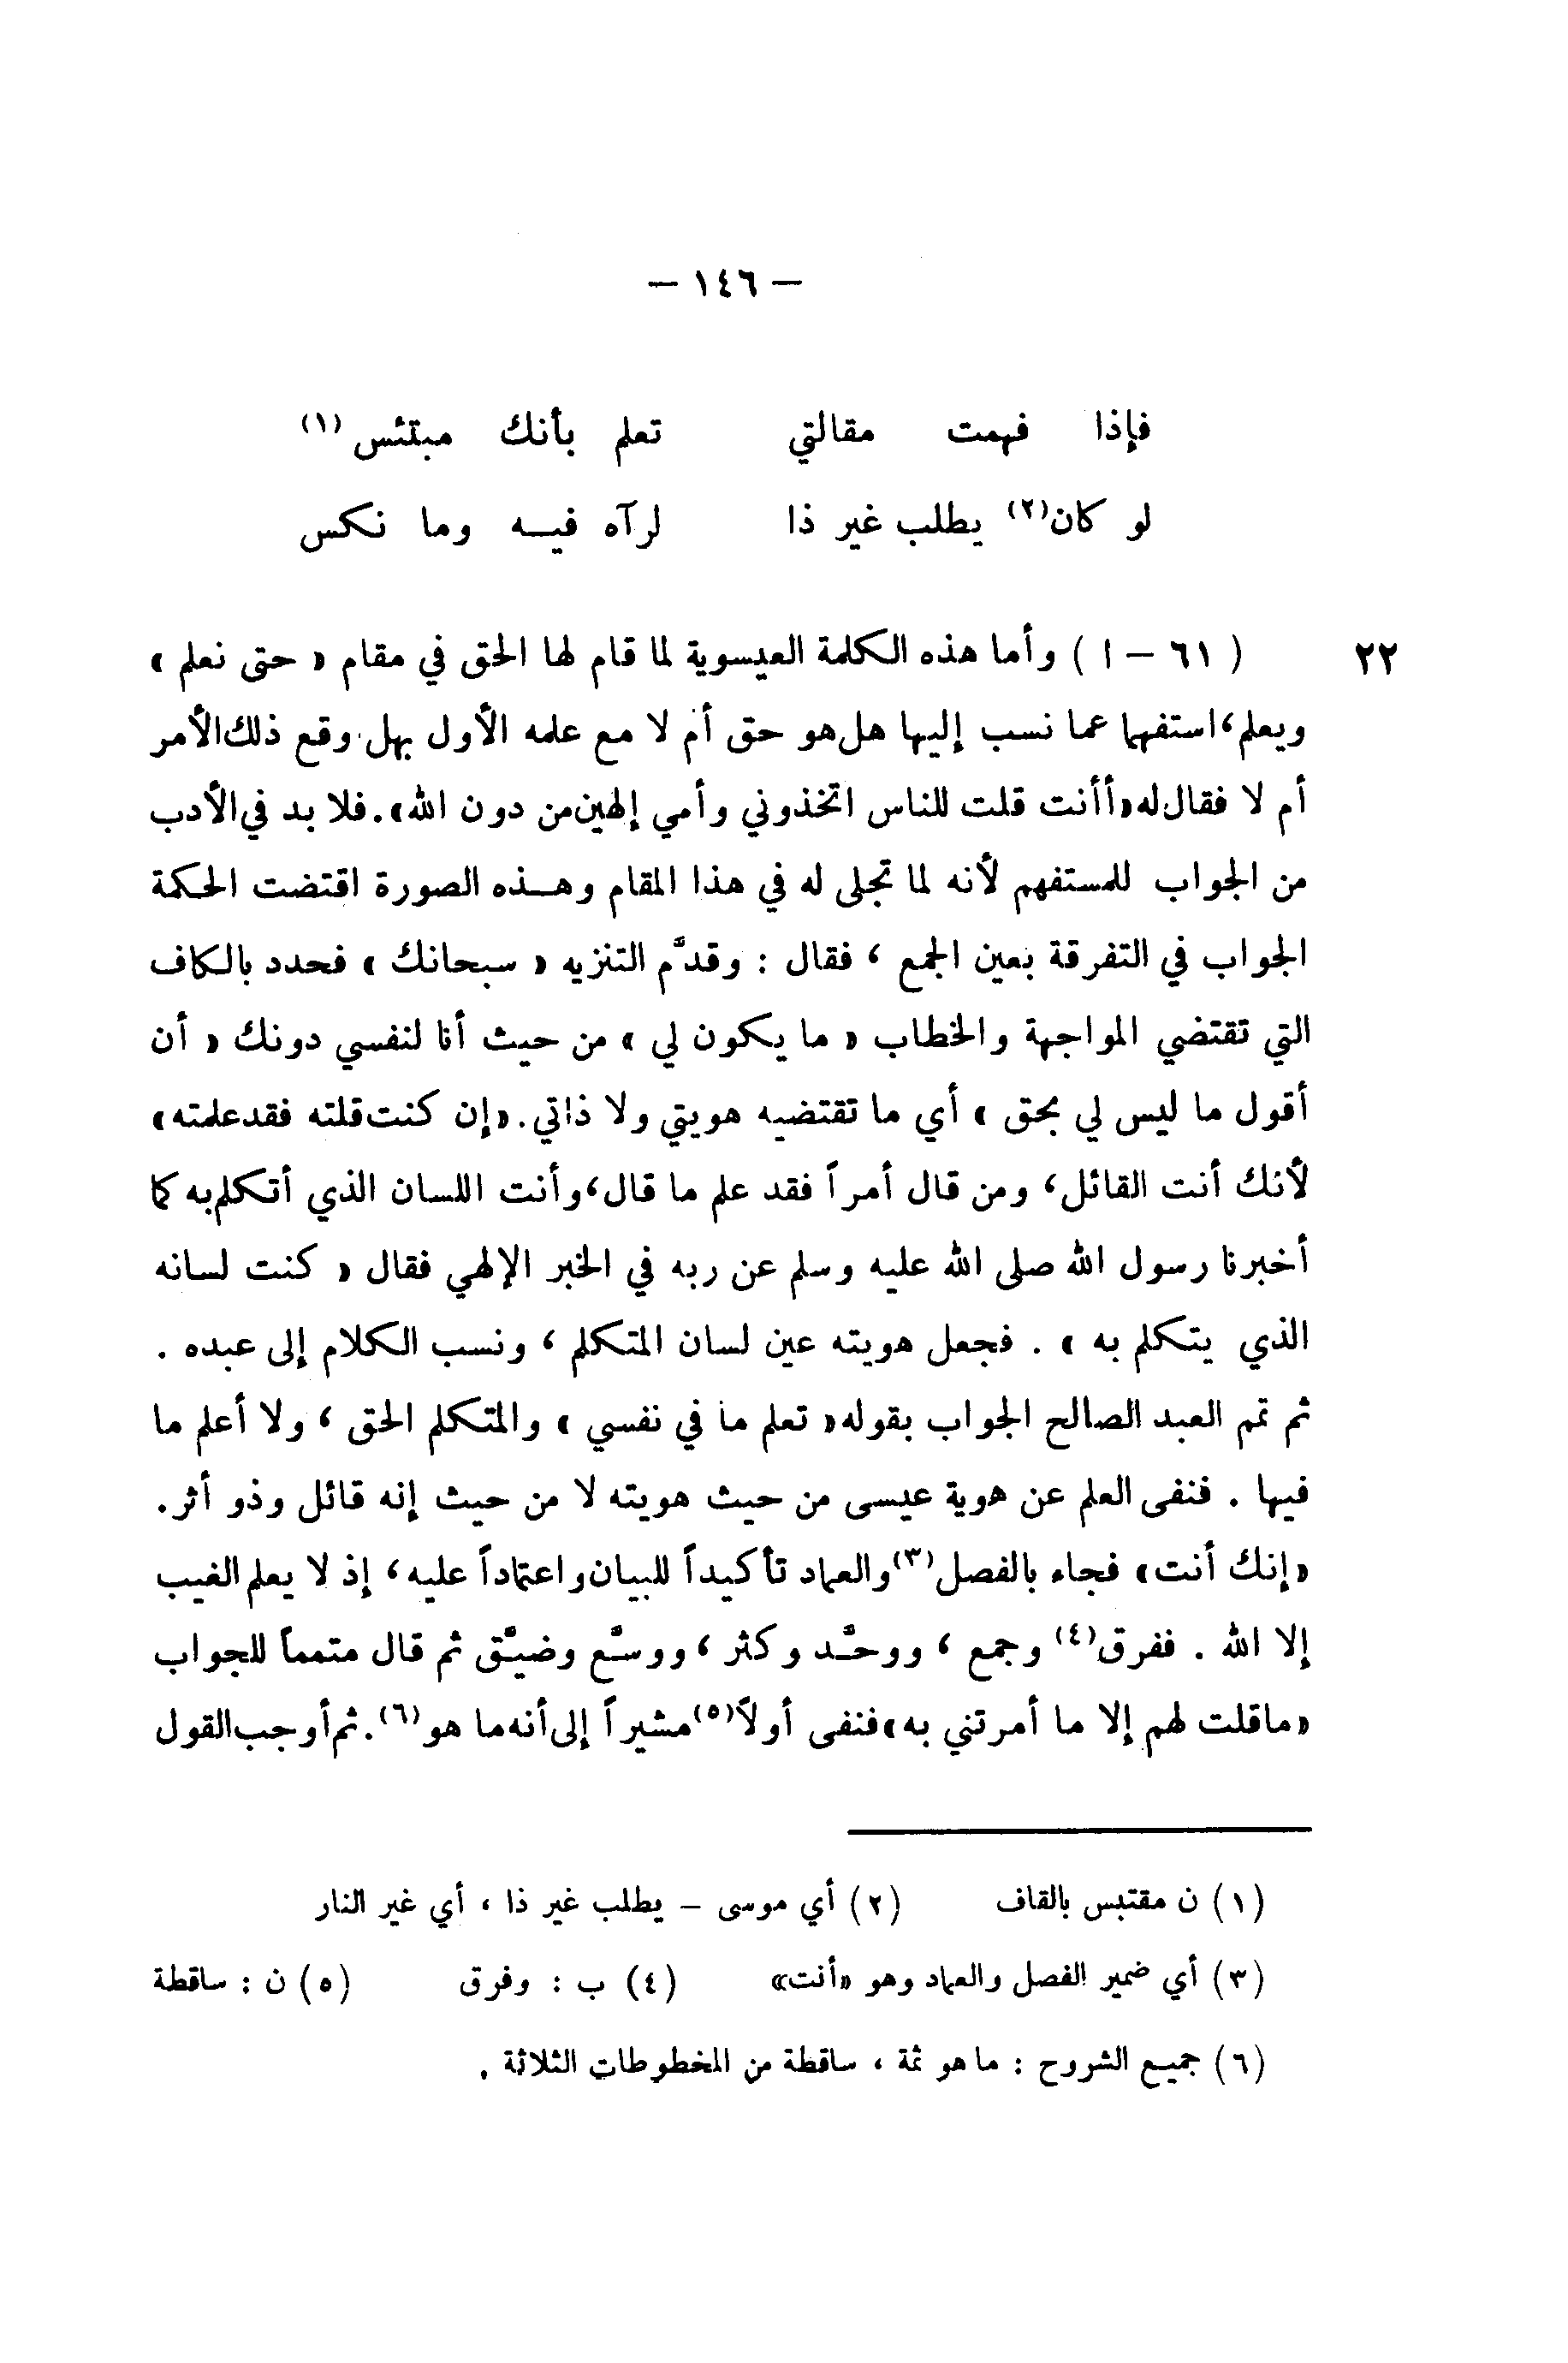 – ١٤٦ –
فإذا فهمت مقالتي تعلم بأنك مبتئس (١)
لو كان(٢) يطلب غير ذا لرآه فيــه وما نكس
٢٢ ( ٦١ – ا ) وأما هذه الكلمة العيسوية لما قام لها الحق في مقام « حتى نعلم »
ويعلم، استفهما عما نسب إليها هل هو حق أم لا مع علمه الأول بهل وقع ذلك الأمر
أم لا فقال له «أأنت قلت للناس اتخذوني وأمي إلهين من دون الله». فلا بد في الأدب
من الجواب للمستفهم لأنه لما تجلى له في هذا المقام وهــذه الصورة اقتضت الحكمة
الجواب في التفرقة بعين الجمع ، فقال : وقدَّم التنزيه « سبحانك » فحدد بالكاف
التي تقتضي المواجهة والخطاب « ما يكون لي » من حيث أنا لنفسي دونك « أن
أقول ما ليس لي بحق » أي ما تقتضيه هويتي ولا ذاتي. «إن كنت قلته فقد علمته»
لأنك أنت القائل، ومن قال أمراً فقد علم ما قال، وأنت اللسان الذي أتكلم به كما
أخبرنا رسول الله صلى الله عليه وسلم عن ربه في الخبر الإلهي فقال « كنت لسانه
الذي يتكلم به » . فجعل هويته عين لسان المتكلم ، ونسب الكلام إلى عبده .
ثم تمم العبد الصالح الجواب بقوله « تعلم ما في نفسي » والمتكلم الحق ، ولا أعلم ما
فيها . فنفى العلم عن هوية عيسى من حيث هويته لا من حيث إنه قائل وذو أثر.
«إنك أنت» فجاء بالفصل(٣) والعماد تأكيداً للبيان واعتماداً عليه، إذ لا يعلم الغيب
إلا الله . ففرق(٤) وجمع ، ووحَّـد وكثر ، ووسَّع وضيَّق ثم قال متمماً للجواب
«ما قلت لهم إلا ما أمرتني به» فنفى أولاً(٥) مشيراً إلى أنه ما هو(٦). ثم أوجب القول
(١) ن مقتبس بالقاف (٢) أي موسى – يطلب غير ذا ، أي غير النار
(٣) أي ضمير الفصل والعماد وهو «أنت» (٤) ب : وفرق (٥) ن : ساقطة
(٦) جميع الشروح : ما هو ثمة ، ساقطة من المخطوطات الثلاثة .